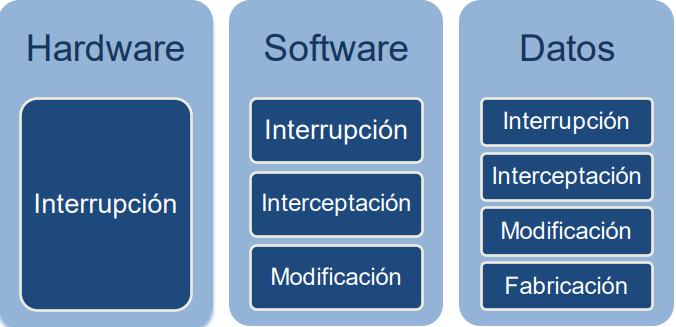 Hardware
Interrupción
Software
Interrupción
Interceptación
Modificación
Datos
Interrupción
Interceptación
Modificación
Fabricación